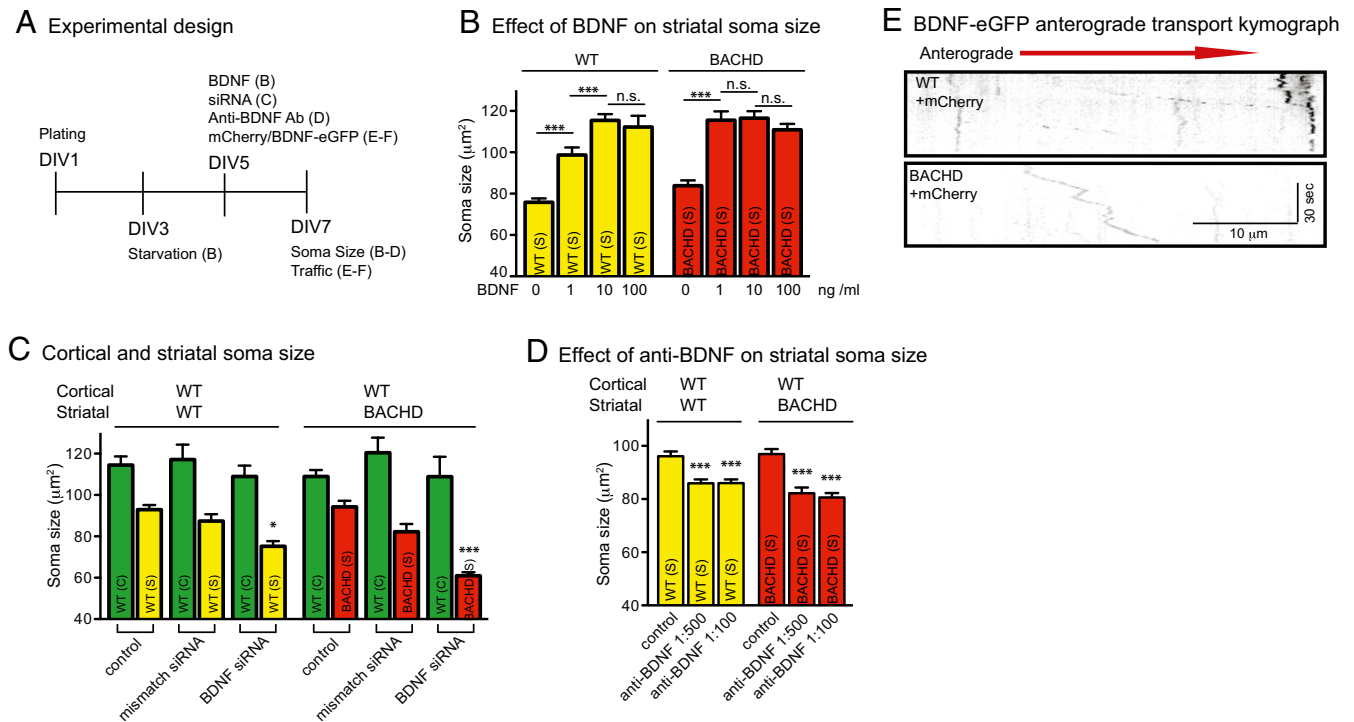 A Experimental design
BDNF (B)
siRNA (C)
Anti-BDNF Ab (D)
mCherry/BDNF-eGFP (E-F)
Plating
DIV1
DIV5
DIV3
DIV7
Starvation (B)
Soma Size (B-D)
Traffic (E-F)
B Effect of BDNF on striatal soma size
WT BACHD
*** *** n.s. *** n.s. n.s.
Soma size (μm²)
120
100
80
60
40
WT (S) WT (S) WT (S) WT (S) BACHD (S) BACHD (S) BACHD (S) BACHD (S)
BDNF 0 1 10 100 0 1 10 100 ng /ml
E BDNF-eGFP anterograde transport kymograph
Anterograde
WT
+mCherry
BACHD
+mCherry
30 sec
10 μm
C Cortical and striatal soma size
Cortical WT WT
Striatal WT BACHD
Soma size (μm²)
120
100
80
60
40
* ***
WT (C) WT (S) WT (C) WT (S) WT (C) WT (S) WT (C) BACHD (S) WT (C) BACHD (S) WT (C) BACHD (S)
control mismatch siRNA BDNF siRNA control mismatch siRNA BDNF siRNA
D Effect of anti-BDNF on striatal soma size
Cortical WT WT
Striatal WT BACHD
Soma size (μm²)
100
80
60
40
*** *** *** ***
WT (S) WT (S) WT (S) BACHD (S) BACHD (S) BACHD (S)
control anti-BDNF 1:500 anti-BDNF 1:100 control anti-BDNF 1:500 anti-BDNF 1:100